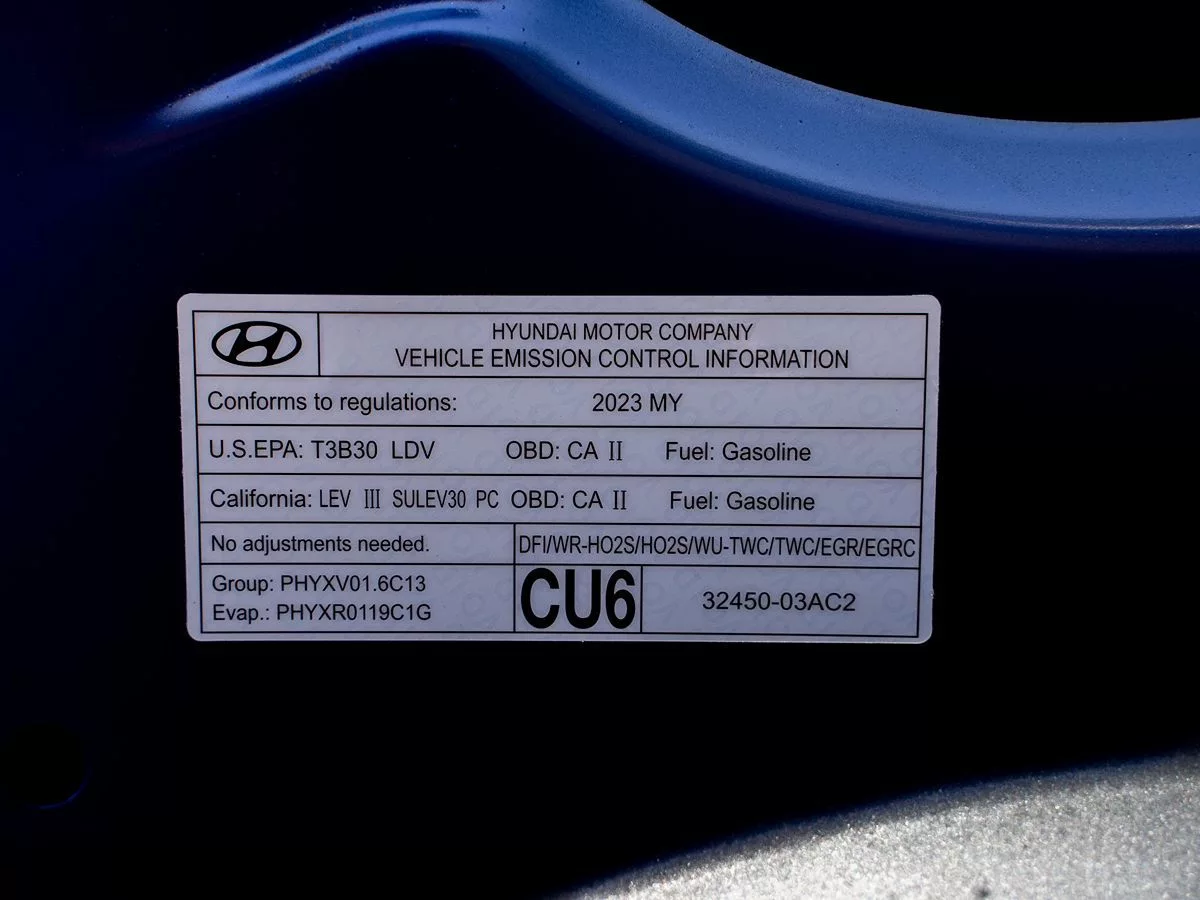 HYUNDAI MOTOR COMPANY
VEHICLE EMISSION CONTROL INFORMATION
Conforms to regulations: 2023 MY
U.S.EPA: T3B30 LDV OBD: CA II Fuel: Gasoline
California: LEV III SULEV30 PC OBD: CA II Fuel: Gasoline
No adjustments needed. DFI/WR-HO2S/HO2S/WU-TWC/TWC/EGR/EGRC
Group: PHYXV01.6C13
Evap.: PHYXR0119C1G
CU6
32450-03AC2